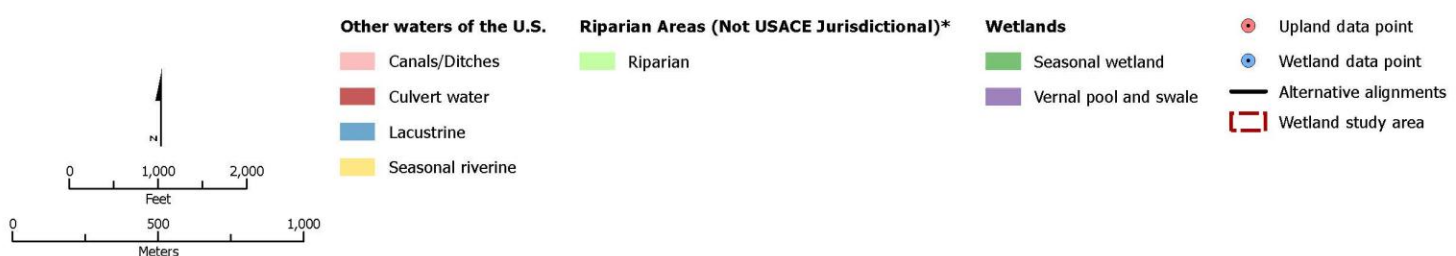 N
0 1,000 2,000
Feet
0 500 1,000
Meters
Other waters of the U.S.
Canals/Ditches
Culvert water
Lacustrine
Seasonal riverine
Riparian Areas (Not USACE Jurisdictional)*
Riparian
Wetlands
Seasonal wetland
Vernal pool and swale
Upland data point
Wetland data point
Alternative alignments
Wetland study area